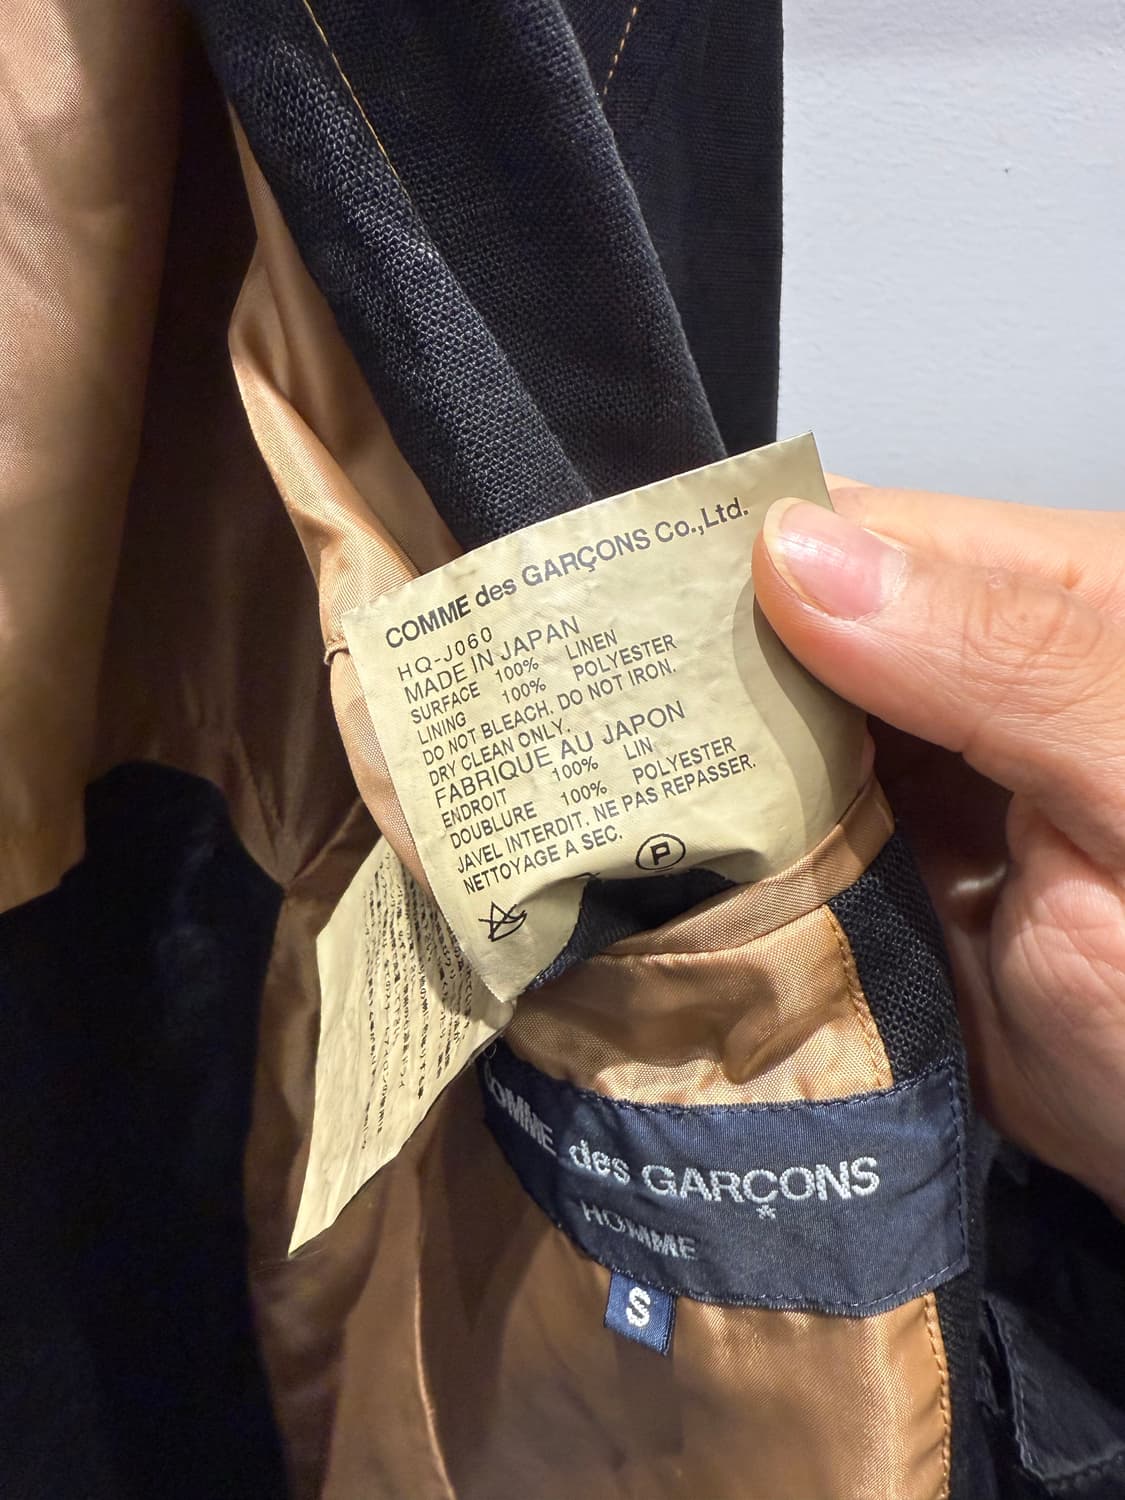 COMME des GARÇONS Co.,Ltd.
HQ-J060
MADE IN JAPAN
SURFACE 100% LINEN
LINING 100% POLYESTER
DO NOT BLEACH. DO NOT IRON.
DRY CLEAN ONLY.
FABRIQUE AU JAPON
ENDROIT 100% LIN
DOUBLURE 100% POLYESTER
JAVEL INTERDIT. NE PAS REPASSER.
NETTOYAGE A SEC.
P
COMME des GARÇONS
HOMME
S